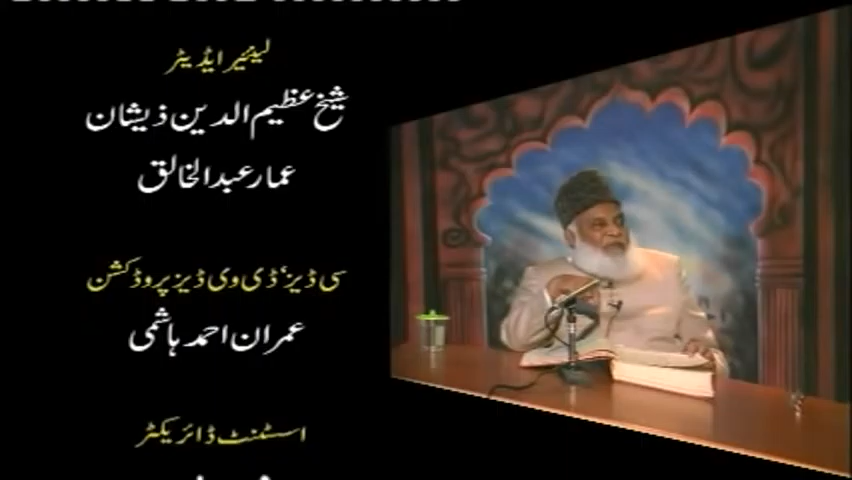 لینیئر ایڈیٹر
شیخ عظیم الدین ذیشان
عمار عبدالخالق
سی ڈیز، ڈی وی ڈیز پروڈکشن
عمران احمد ہاشمی
اسسٹنٹ ڈائریکٹر